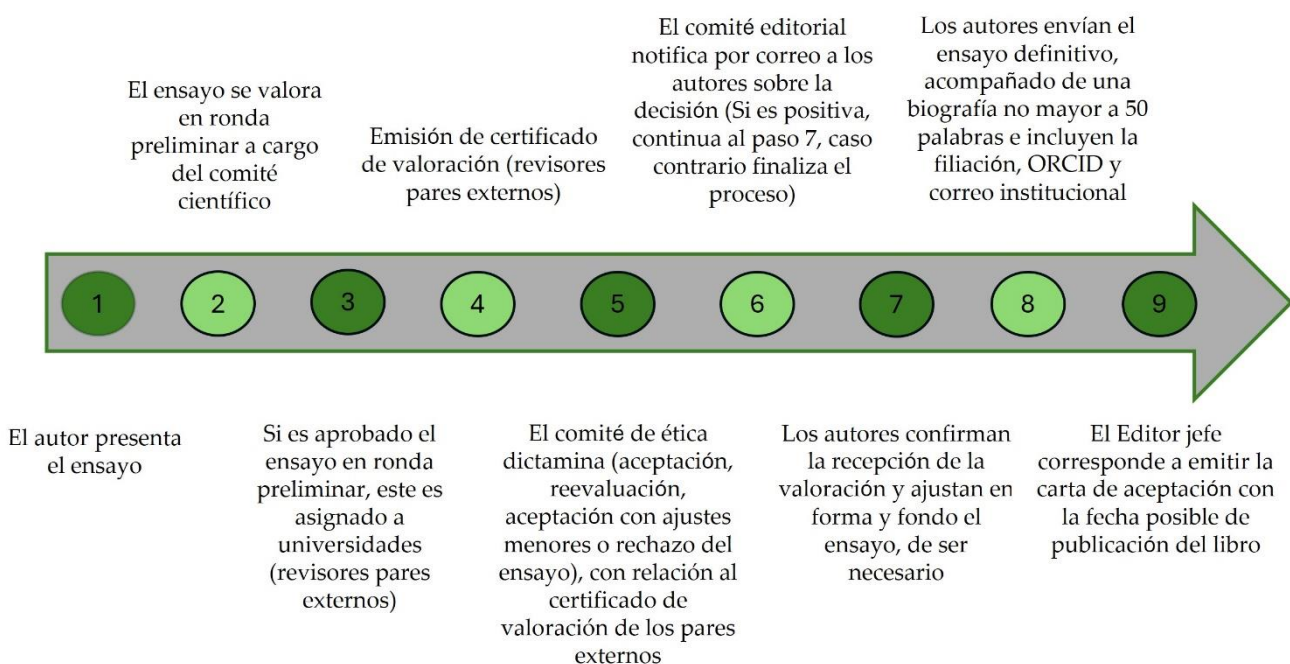 El ensayo se valora
en ronda
preliminar a cargo
del comité
científico
Emisión de certificado
de valoración (revisores
pares externos)
El comité editorial
notifica por correo a los
autores sobre la
decisión (Si es positiva,
continua al paso 7, caso
contrario finaliza el
proceso)
Los autores envían el
ensayo definitivo,
acompañado de una
biografía no mayor a 50
palabras e incluyen la
filiación, ORCID y
correo institucional
1
2
3
4
5
6
7
8
9
El autor presenta
el ensayo
Si es aprobado el
ensayo en ronda
preliminar, este es
asignado a
universidades
(revisores pares
externos)
El comité de ética
dictamina (aceptación,
reevaluación,
aceptación con ajustes
menores o rechazo del
ensayo), con relación al
certificado de
valoración de los pares
externos
Los autores confirman
la recepción de la
valoración y ajustan en
forma y fondo el
ensayo, de ser
necesario
El Editor jefe
corresponde a emitir la
carta de aceptación con
la fecha posible de
publicación del libro